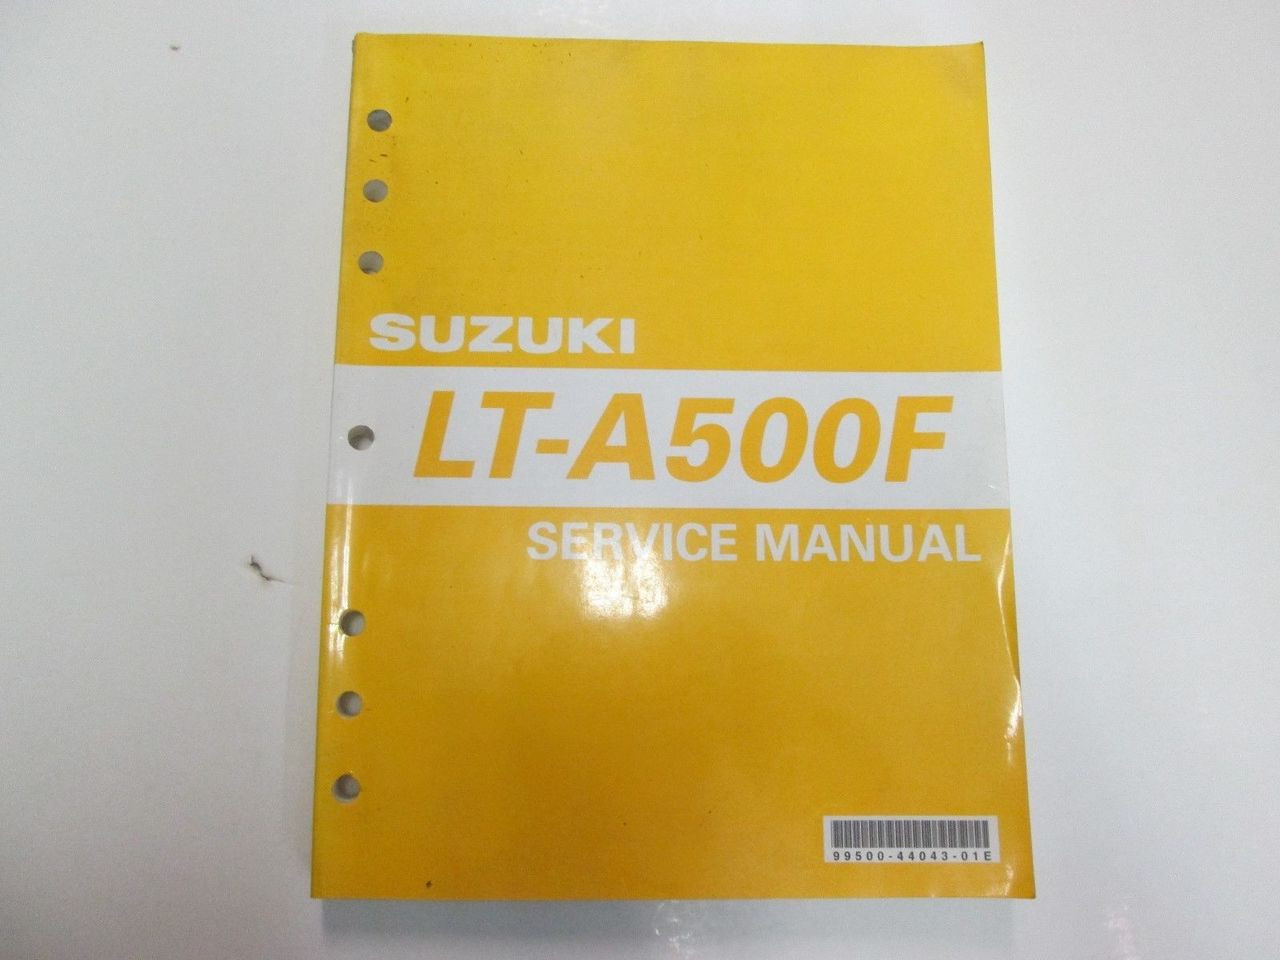 SUZUKI
LT-A500F
SERVICE MANUAL
99500-44043-01E